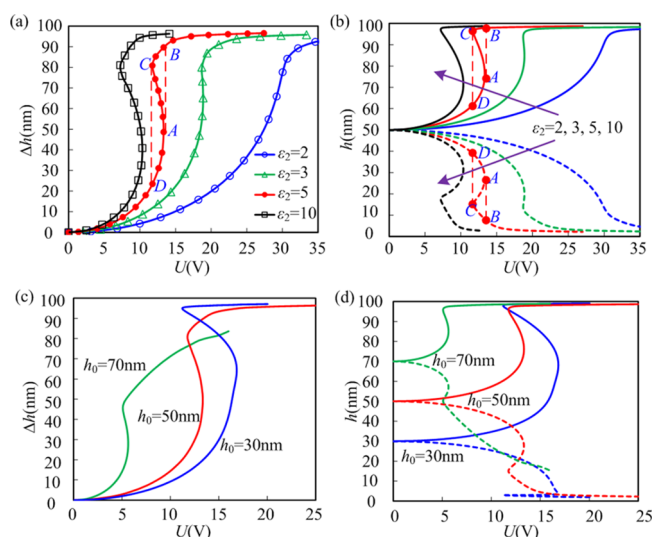 (a)
100
90
80
70
60
50
40
30
20
10
0
Δh(nm)
0 5 10 15 20 25 30 35
U(V)
B
C
A
D
ε₂=2
ε₂=3
ε₂=5
ε₂=10
(b)
100
90
80
70
60
50
40
30
20
10
0
h(nm)
0 5 10 15 20 25 30 35
U(V)
C B
A
D
ε₂=2, 3, 5, 10
D
A
C B
(c)
100
90
80
70
60
50
40
30
20
10
0
Δh(nm)
0 5 10 15 20 25
U(V)
h₀=70nm
h₀=50nm
h₀=30nm
(d)
100
90
80
70
60
50
40
30
20
10
0
h(nm)
0 5 10 15 20 25
U(V)
h₀=70nm
h₀=50nm
h₀=30nm